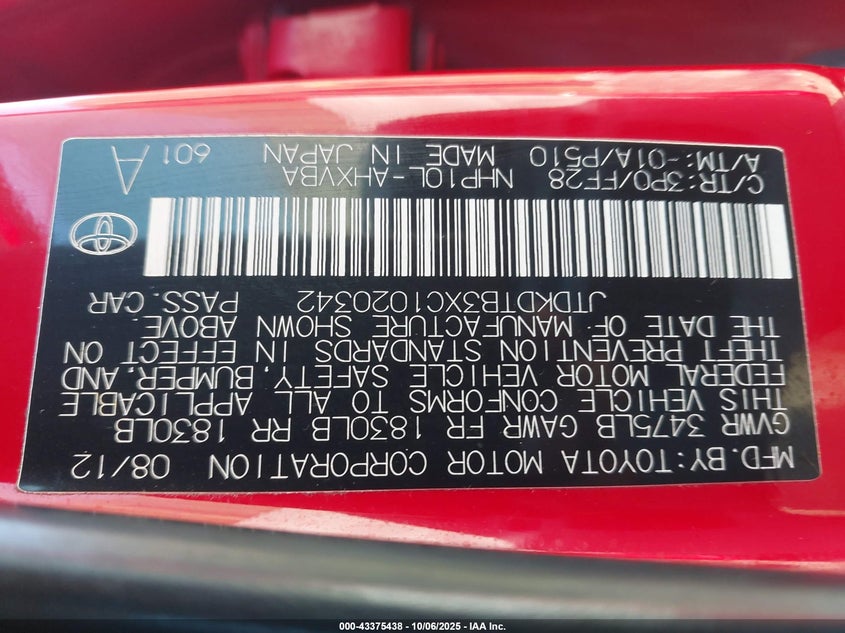 MFD.BY:TOYOTA MOTOR CORPORATION 08/12
GVWR 3475LB GAWR FR 1830LB RR 1830LB
THIS VEHICLE CONFORMS TO ALL APPLICABLE
FEDERAL MOTOR VEHICLE SAFETY, BUMPER, AND
THEFT PREVENTION STANDARDS IN EFFECT ON
THE DATE OF MANUFACTURE SHOWN ABOVE.
JTDKDTB3XC1020342 PASS. CAR
C/TR:3P0/FE28 NHP10L-AHXVBA A
A/TM:-01A/P510 MADE IN JAPAN 601
000-43375438 - 10/06/2025 - IAA Inc.